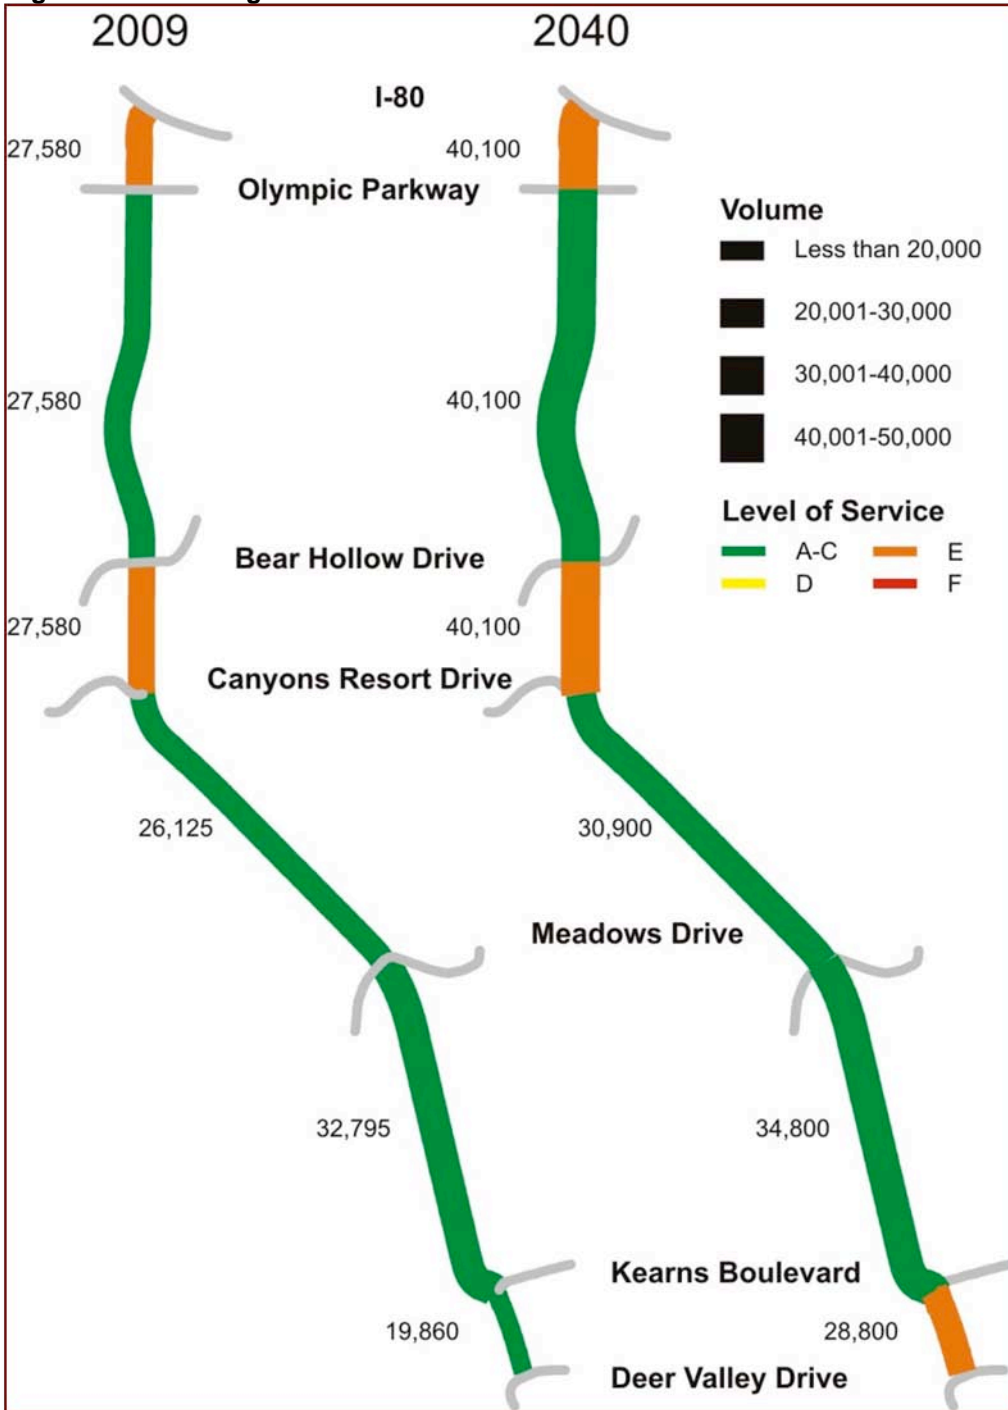 2009 2040
I-80
27,580 40,100
Olympic Parkway
Volume
Less than 20,000
20,001-30,000
30,001-40,000
40,001-50,000
27,580 40,100
Level of Service
A-C E
D F
Bear Hollow Drive
27,580 40,100
Canyons Resort Drive
26,125 30,900
Meadows Drive
32,795 34,800
Kearns Boulevard
19,860 28,800
Deer Valley Drive